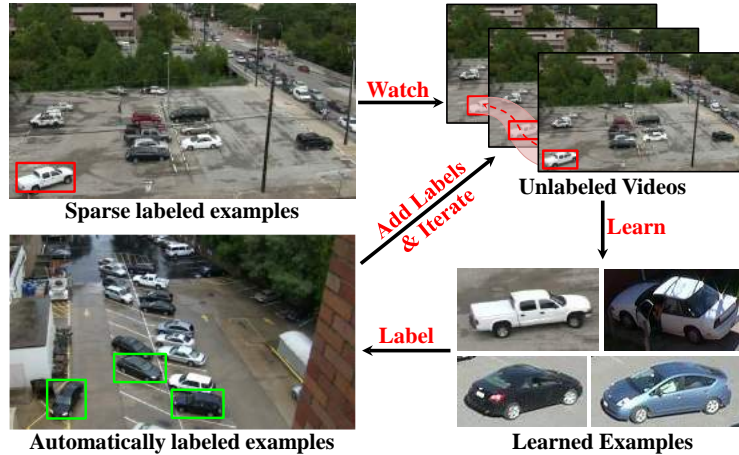 Watch
Sparse labeled examples
Unlabeled Videos
Add Labels
& Iterate
Learn
Label
Automatically labeled examples
Learned Examples